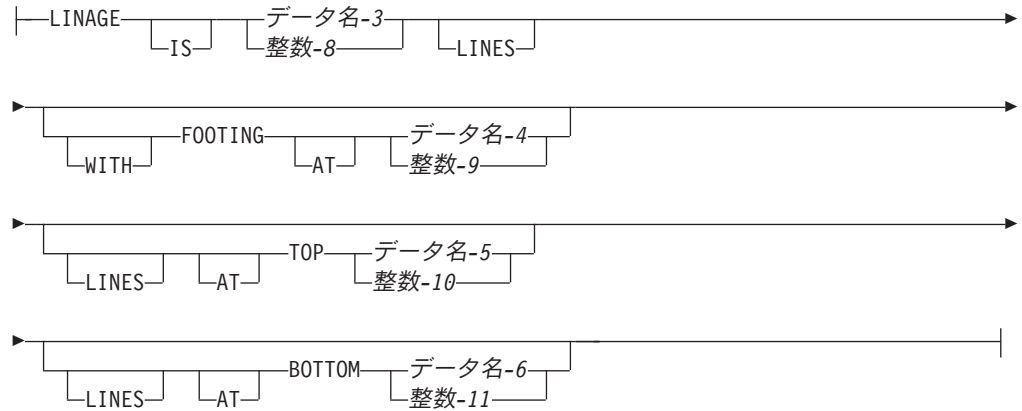 LINAGE IS データ名-3 LINES
整数-8
WITH FOOTING AT データ名-4
整数-9
LINES AT TOP データ名-5
整数-10
LINES AT BOTTOM データ名-6
整数-11